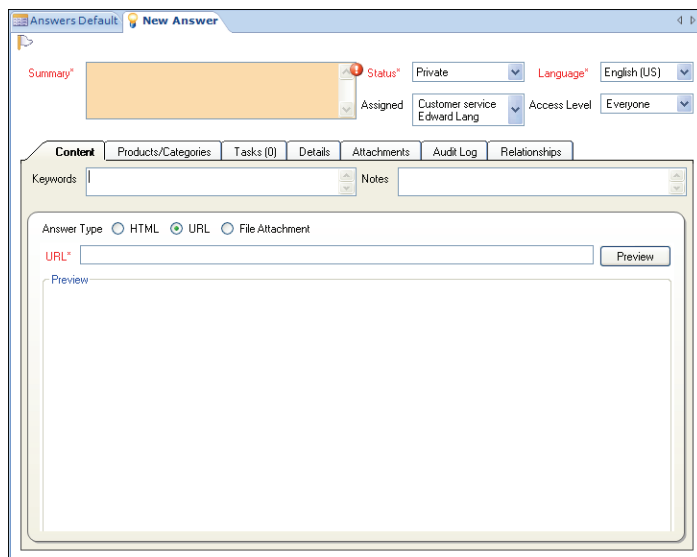 Answers Default New Answer
Summary* Status* Private Language* English (US)
Assigned Customer service Access Level Everyone
Edward Lang
Content Products/Categories Tasks (0) Details Attachments Audit Log Relationships
Keywords Notes
Answer Type HTML URL File Attachment
URL* Preview
Preview